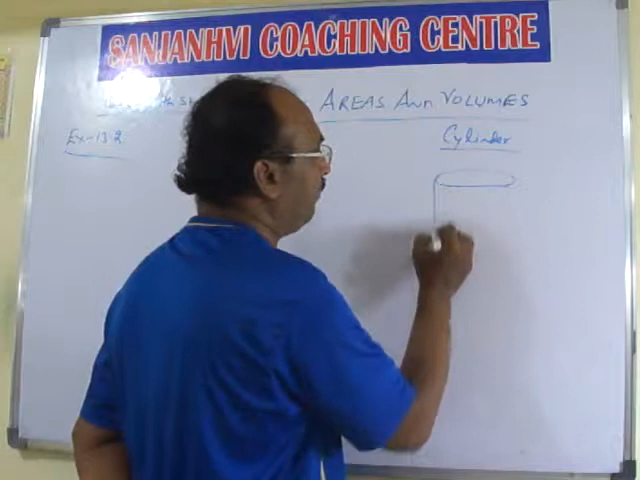 SANJANHVI COACHING CENTRE
AREAS AND VOLUMES
Ex-13.2
Cylinder